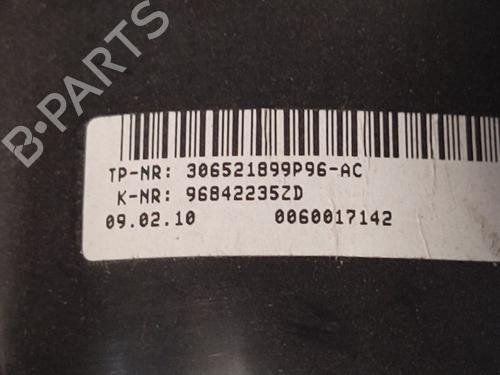 B-PARTS
TP-NR: 306521899P96-AC
K-NR: 96842235ZD
09.02.10 0060017142